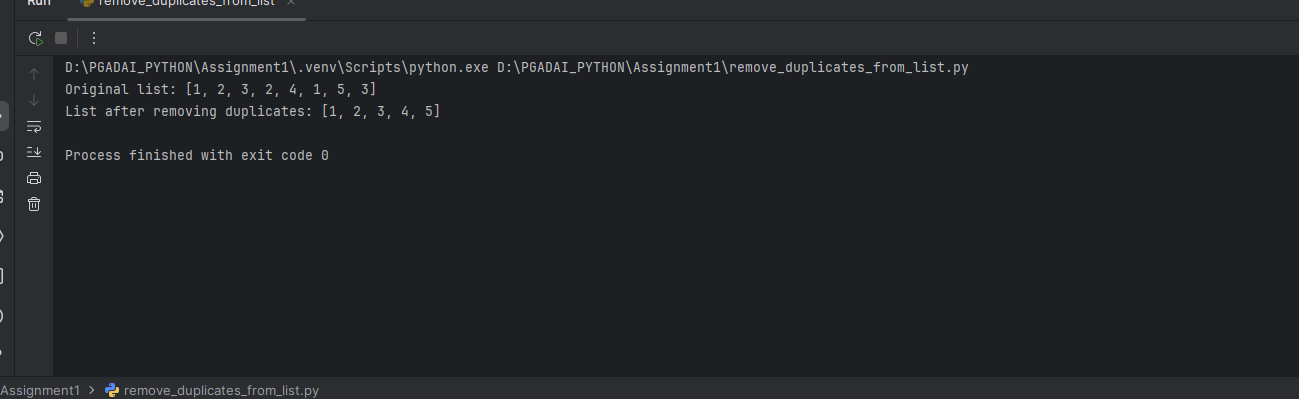 Run remove_duplicates_from_list
D:\PGADAI_PYTHON\Assignment1\.venv\Scripts\python.exe D:\PGADAI_PYTHON\Assignment1\remove_duplicates_from_list.py
Original list: [1, 2, 3, 2, 4, 1, 5, 3]
List after removing duplicates: [1, 2, 3, 4, 5]
Process finished with exit code 0
Assignment1 > remove_duplicates_from_list.py